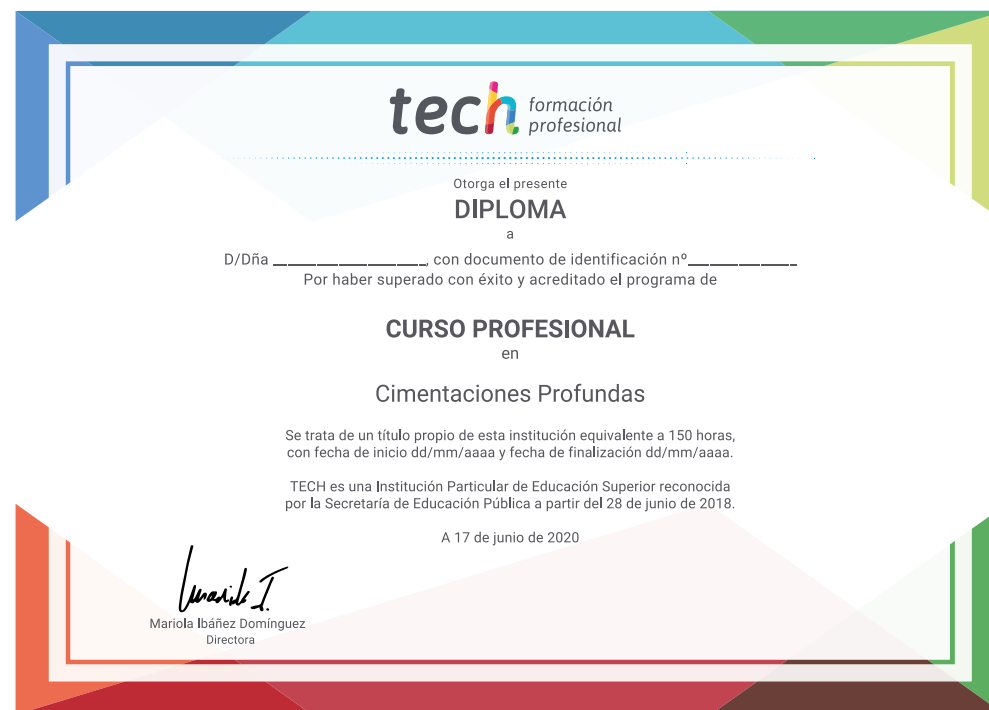 tech formación
profesional
Otorga el presente
DIPLOMA
a
D/Dña ____________________, con documento de identificación nº______________
Por haber superado con éxito y acreditado el programa de
CURSO PROFESIONAL
en
Cimentaciones Profundas
Se trata de un título propio de esta institución equivalente a 150 horas,
con fecha de inicio dd/mm/aaaa y fecha de finalización dd/mm/aaaa.
TECH es una Institución Particular de Educación Superior reconocida
por la Secretaría de Educación Pública a partir del 28 de junio de 2018.
A 17 de junio de 2020
Mariola Ibáñez Domínguez
Directora